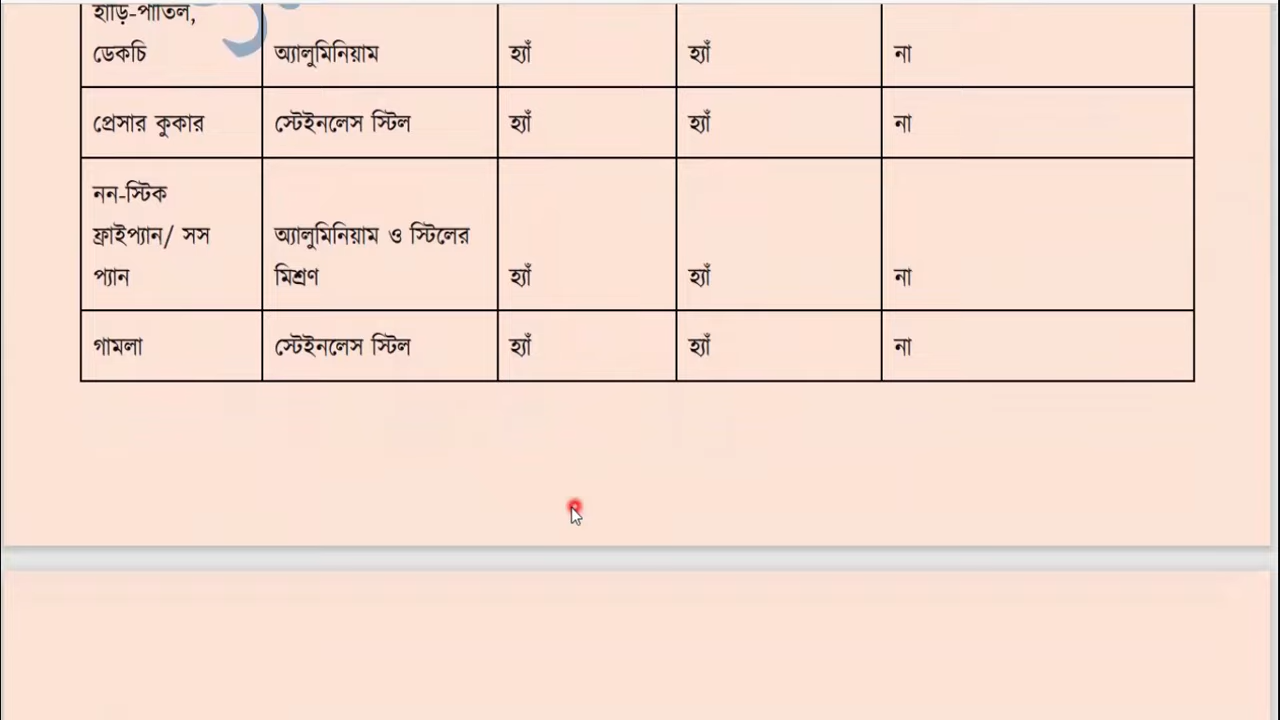 হাঁড়ি-পাতিল,
ডেকচি অ্যালুমিনিয়াম হ্যাঁ হ্যাঁ না
প্রেসার কুকার স্টেইনলেস স্টিল হ্যাঁ হ্যাঁ না
নন-স্টিক
ফ্রাইপ্যান/ সস অ্যালুমিনিয়াম ও স্টিলের
প্যান মিশ্রণ হ্যাঁ হ্যাঁ না
গামলা স্টেইনলেস স্টিল হ্যাঁ হ্যাঁ না